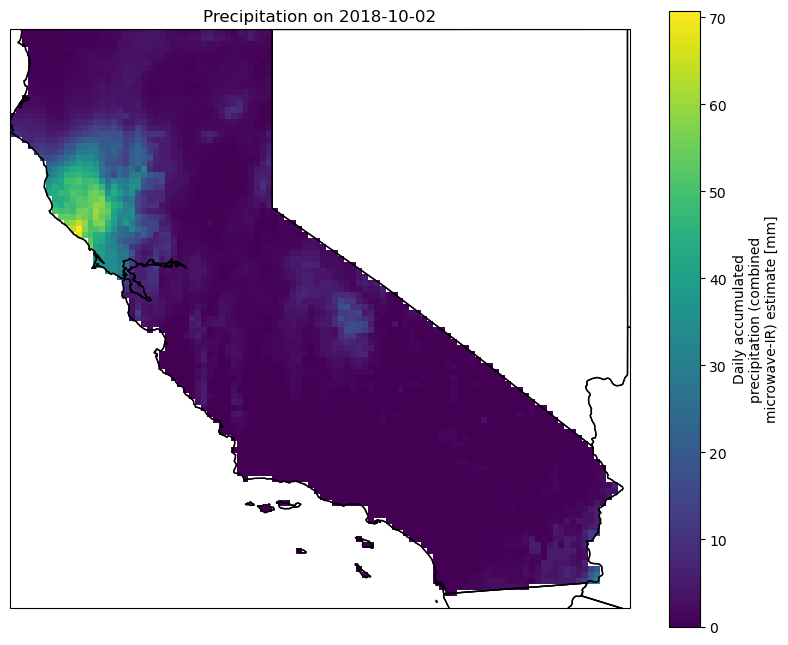 Precipitation on 2018-10-02
70
60
50
40
30
20
10
0
Daily accumulated
precipitation (combined
microwave-IR) estimate [mm]